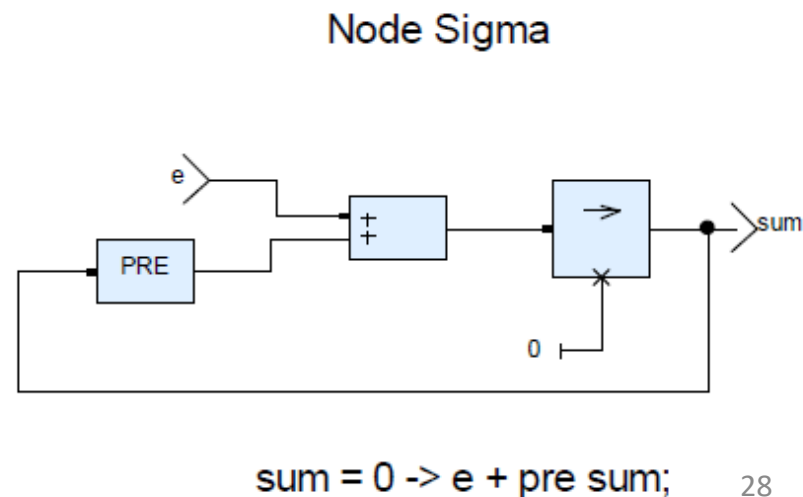 Node Sigma
e
+
+
PRE
sum
0
sum = 0 -> e + pre sum;
28